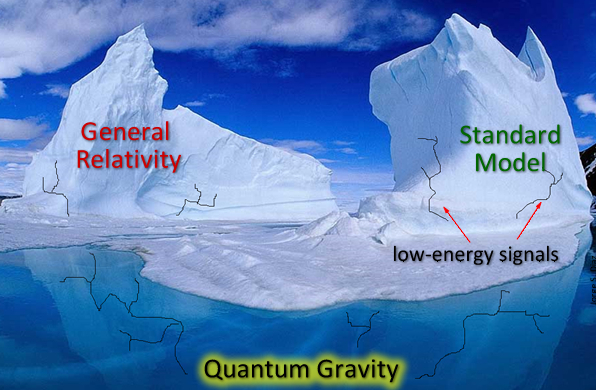 General
Relativity
Standard
Model
low-energy signals
Quantum Gravity